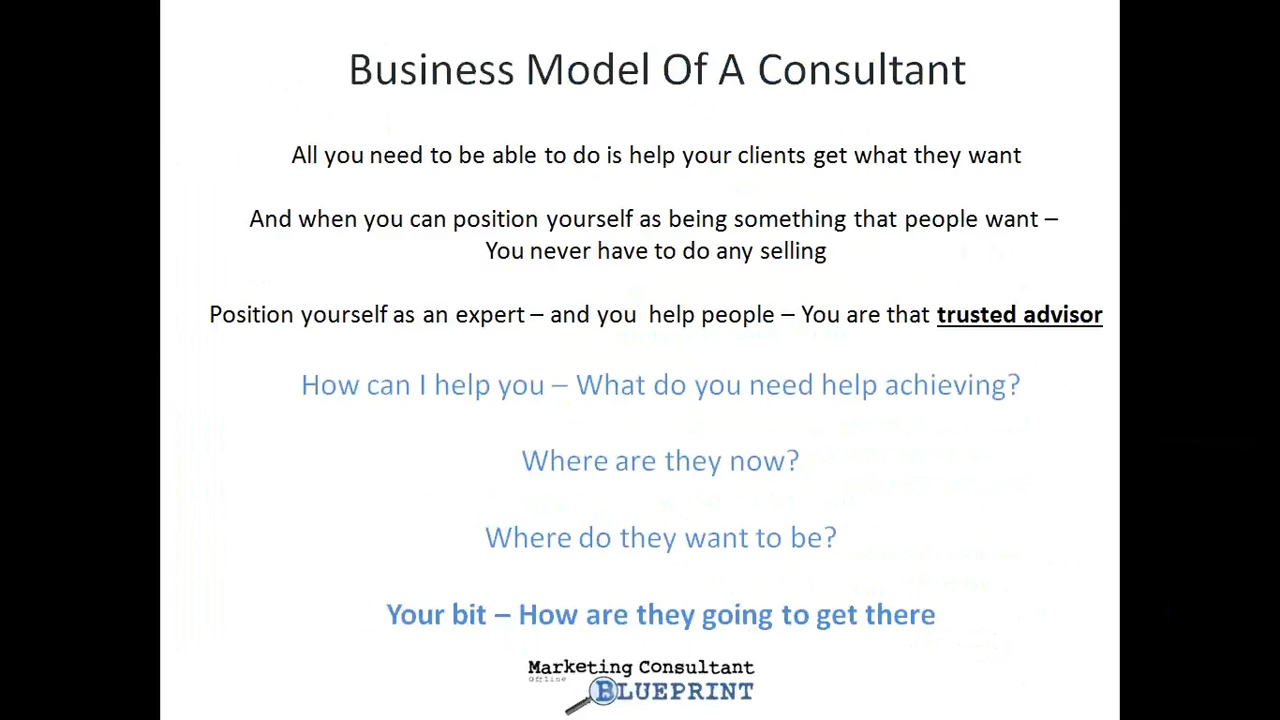 Business Model Of A Consultant
All you need to be able to do is help your clients get what they want
And when you can position yourself as being something that people want –
You never have to do any selling
Position yourself as an expert – and you help people – You are that trusted advisor
How can I help you – What do you need help achieving?
Where are they now?
Where do they want to be?
Your bit – How are they going to get there
Marketing Consultant
Offline
BLUEPRINT